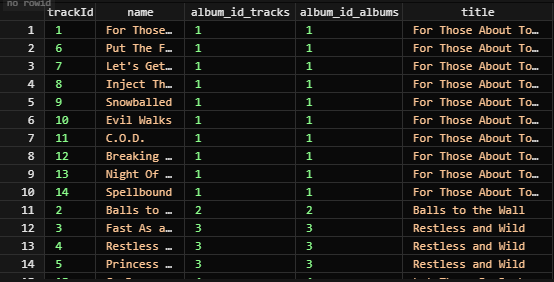 no rowid
trackId name album_id_tracks album_id_albums title
1 1 For Those… 1 1 For Those About To…
2 6 Put The F… 1 1 For Those About To…
3 7 Let's Get… 1 1 For Those About To…
4 8 Inject Th… 1 1 For Those About To…
5 9 Snowballed 1 1 For Those About To…
6 10 Evil Walks 1 1 For Those About To…
7 11 C.O.D. 1 1 For Those About To…
8 12 Breaking … 1 1 For Those About To…
9 13 Night Of … 1 1 For Those About To…
10 14 Spellbound 1 1 For Those About To…
11 2 Balls to … 2 2 Balls to the Wall
12 3 Fast As a… 3 3 Restless and Wild
13 4 Restless … 3 3 Restless and Wild
14 5 Princess … 3 3 Restless and Wild